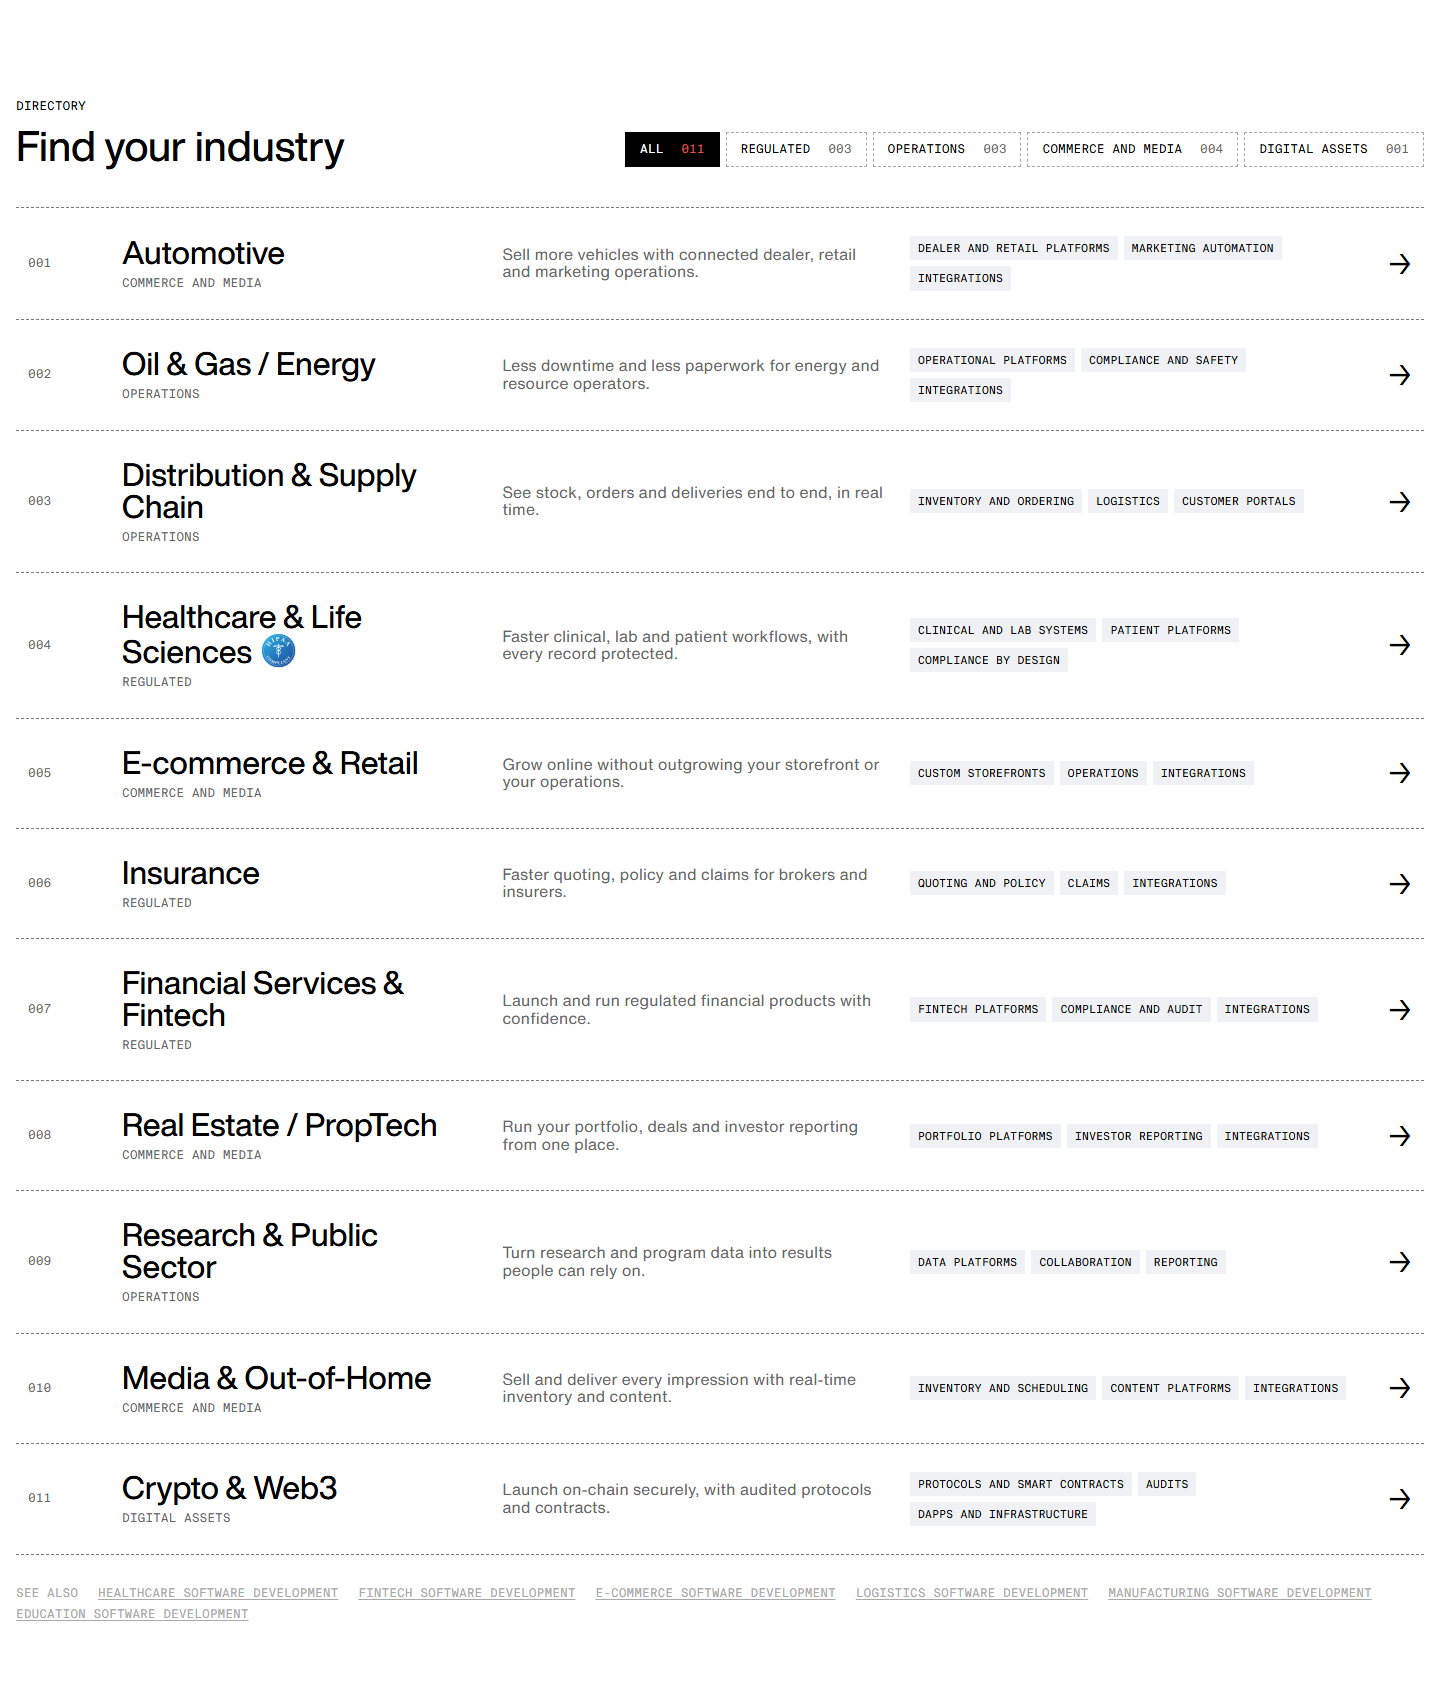 DIRECTORY
Find your industry
ALL 011
REGULATED 003
OPERATIONS 003
COMMERCE AND MEDIA 004
DIGITAL ASSETS 001
001
Automotive
COMMERCE AND MEDIA
Sell more vehicles with connected dealer, retail
and marketing operations.
DEALER AND RETAIL PLATFORMS
MARKETING AUTOMATION
INTEGRATIONS
002
Oil & Gas / Energy
OPERATIONS
Less downtime and less paperwork for energy and
resource operators.
OPERATIONAL PLATFORMS
COMPLIANCE AND SAFETY
INTEGRATIONS
003
Distribution & Supply
Chain
OPERATIONS
See stock, orders and deliveries end to end, in real
time.
INVENTORY AND ORDERING
LOGISTICS
CUSTOMER PORTALS
004
Healthcare & Life
Sciences
HIPAA
COMPLIANT
REGULATED
Faster clinical, lab and patient workflows, with
every record protected.
CLINICAL AND LAB SYSTEMS
PATIENT PLATFORMS
COMPLIANCE BY DESIGN
005
E-commerce & Retail
COMMERCE AND MEDIA
Grow online without outgrowing your storefront or
your operations.
CUSTOM STOREFRONTS
OPERATIONS
INTEGRATIONS
006
Insurance
REGULATED
Faster quoting, policy and claims for brokers and
insurers.
QUOTING AND POLICY
CLAIMS
INTEGRATIONS
007
Financial Services &
Fintech
REGULATED
Launch and run regulated financial products with
confidence.
FINTECH PLATFORMS
COMPLIANCE AND AUDIT
INTEGRATIONS
008
Real Estate / PropTech
COMMERCE AND MEDIA
Run your portfolio, deals and investor reporting
from one place.
PORTFOLIO PLATFORMS
INVESTOR REPORTING
INTEGRATIONS
009
Research & Public
Sector
OPERATIONS
Turn research and program data into results
people can rely on.
DATA PLATFORMS
COLLABORATION
REPORTING
010
Media & Out-of-Home
COMMERCE AND MEDIA
Sell and deliver every impression with real-time
inventory and content.
INVENTORY AND SCHEDULING
CONTENT PLATFORMS
INTEGRATIONS
011
Crypto & Web3
DIGITAL ASSETS
Launch on-chain securely, with audited protocols
and contracts.
PROTOCOLS AND SMART CONTRACTS
AUDITS
DAPPS AND INFRASTRUCTURE
SEE ALSO HEALTHCARE SOFTWARE DEVELOPMENT FINTECH SOFTWARE DEVELOPMENT E-COMMERCE SOFTWARE DEVELOPMENT LOGISTICS SOFTWARE DEVELOPMENT MANUFACTURING SOFTWARE DEVELOPMENT
EDUCATION SOFTWARE DEVELOPMENT